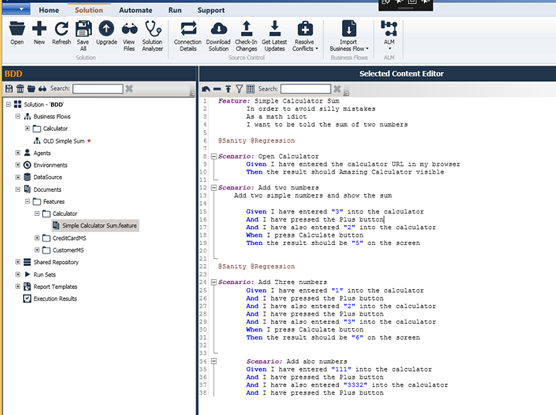 Home Solution Automate Run Support
Open New Refresh Save All Upgrade View Files Solution Analyzer Connection Details Download Solution Check-In Changes Get Latest Updates Resolve Conflicts Import Business Flow ALM
Solution Source Control Business Flows ALM
BDD
Search:
Solution - 'BDD'
Business Flows
Calculator
OLD Simple Sum *
Agents
Environments
DataSource
Documents
Features
Calculator
Simple Calculator Sum.feature
CreditCardMS
CustomerMS
Shared Repository
Run Sets
Report Templates
Execution Results
Selected Content Editor
Search:
1 Feature: Simple Calculator Sum
2 In order to avoid silly mistakes
3 As a math idiot
4 I want to be told the sum of two numbers
5
6 @Sanity @Regression
7
8 Scenario: Open Calculator
9 Given I have entered the calculator URL in my browser
10 Then the result should Amazing Calculator visible
11
12 Scenario: Add two numbers
13 Add two simple numbers and show the sum
14
15 Given I have entered "3" into the calculator
16 And I have pressed the Plus button
17 And I have also entered "2" into the calculator
18 When I press Calculate button
19 Then the result should be "5" on the screen
20
21
22 @Sanity @Regression
23
24 Scenario: Add Three numbers
25 Given I have entered "1" into the calculator
26 And I have pressed the Plus button
27 And I have also entered "2" into the calculator
28 And I have pressed the Plus button
29 And I have also entered "3" into the calculator
30 When I press Calculate button
31 Then the result should be "6" on the screen
32
33
34 Scenario: Add abc numbers
35 Given I have entered "111" into the calculator
36 And I have pressed the Plus button
37 And I have also entered "3332" into the calculator
38 And I have pressed the Plus button